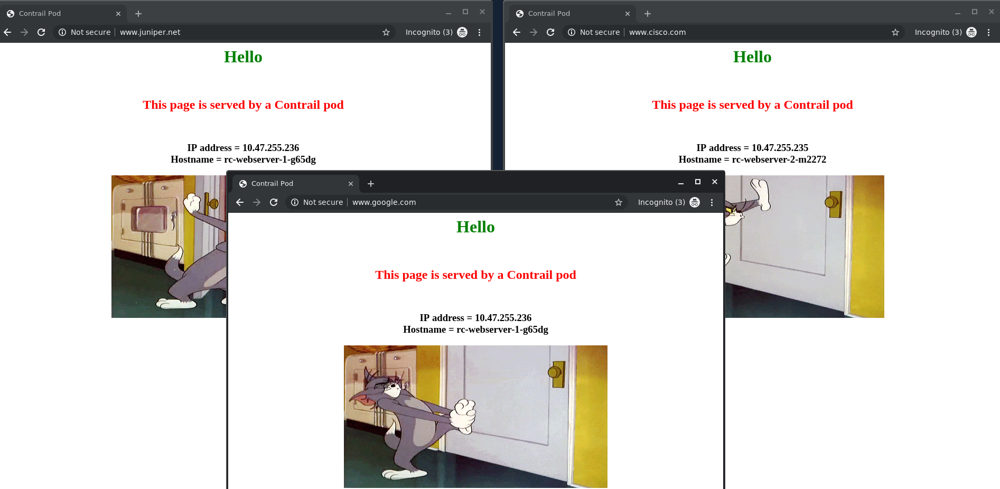 Contrail Pod
Not secure www.juniper.net Incognito (3)
Hello
This page is served by a Contrail pod
IP address = 10.47.255.236
Hostname = rc-webserver-1-g65dg
Contrail Pod
Not secure www.cisco.com Incognito (3)
Hello
This page is served by a Contrail pod
IP address = 10.47.255.235
Hostname = rc-webserver-2-m2272
Contrail Pod
Not secure www.google.com Incognito (3)
Hello
This page is served by a Contrail pod
IP address = 10.47.255.236
Hostname = rc-webserver-1-g65dg